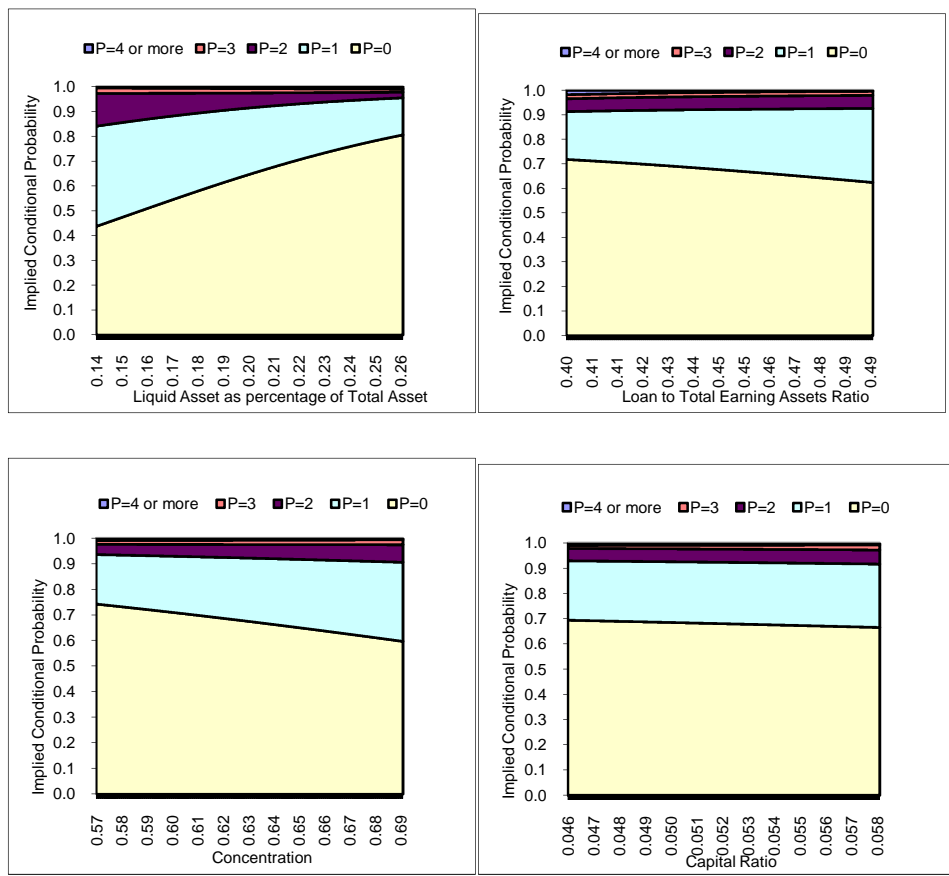 P=4 or more P=3 P=2 P=1 P=0
Implied Conditional Probability
1.0
0.9
0.8
0.7
0.6
0.5
0.4
0.3
0.2
0.1
0.0
0.14 0.15 0.16 0.17 0.18 0.19 0.20 0.21 0.22 0.23 0.24 0.25 0.26
Liquid Asset as percentage of Total Asset
P=4 or more P=3 P=2 P=1 P=0
Implied Conditional Probability
1.0
0.9
0.8
0.7
0.6
0.5
0.4
0.3
0.2
0.1
0.0
0.40 0.41 0.41 0.42 0.43 0.44 0.45 0.45 0.46 0.47 0.48 0.49 0.49
Loan to Total Earning Assets Ratio
P=4 or more P=3 P=2 P=1 P=0
Implied Conditional Probability
1.0
0.9
0.8
0.7
0.6
0.5
0.4
0.3
0.2
0.1
0.0
0.57 0.58 0.59 0.60 0.61 0.62 0.63 0.64 0.65 0.66 0.67 0.68 0.69
Concentration
P=4 or more P=3 P=2 P=1 P=0
Implied Conditional Probability
1.0
0.9
0.8
0.7
0.6
0.5
0.4
0.3
0.2
0.1
0.0
0.046 0.047 0.048 0.049 0.050 0.051 0.052 0.053 0.054 0.055 0.056 0.057 0.058
Capital Ratio